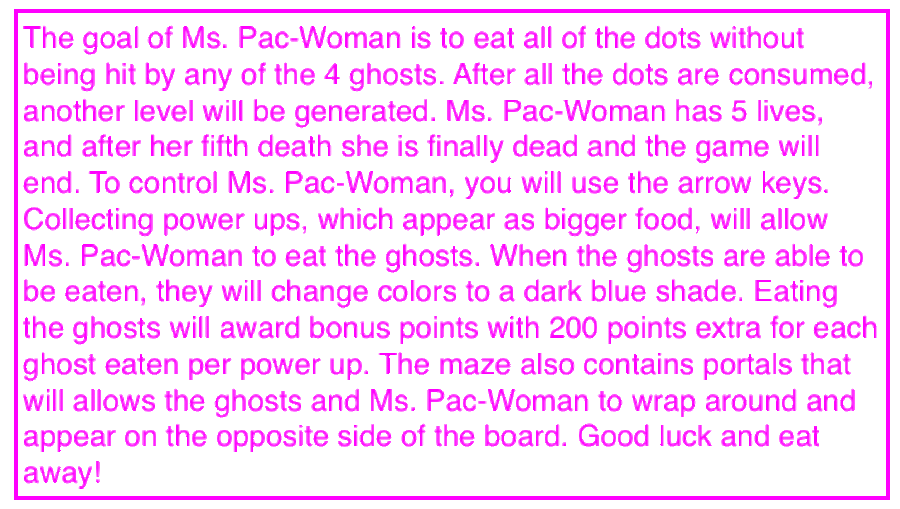 The goal of Ms. Pac-Woman is to eat all of the dots without
being hit by any of the 4 ghosts. After all the dots are consumed,
another level will be generated. Ms. Pac-Woman has 5 lives,
and after her fifth death she is finally dead and the game will
end. To control Ms. Pac-Woman, you will use the arrow keys.
Collecting power ups, which appear as bigger food, will allow
Ms. Pac-Woman to eat the ghosts. When the ghosts are able to
be eaten, they will change colors to a dark blue shade. Eating
the ghosts will award bonus points with 200 points extra for each
ghost eaten per power up. The maze also contains portals that
will allows the ghosts and Ms. Pac-Woman to wrap around and
appear on the opposite side of the board. Good luck and eat
away!